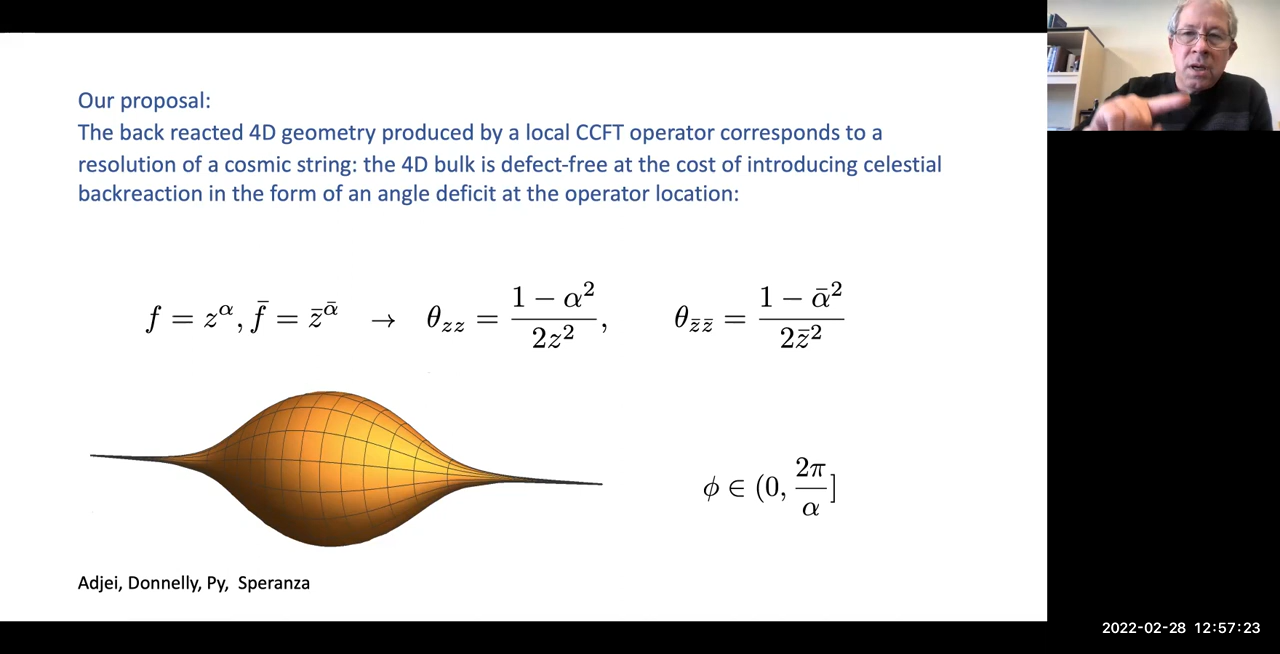 Our proposal:
The back reacted 4D geometry produced by a local CCFT operator corresponds to a
resolution of a cosmic string: the 4D bulk is defect-free at the cost of introducing celestial
backreaction in the form of an angle deficit at the operator location:
f = z^α, f̄ = z̄^ᾱ → θ_zz = (1 − α²)/(2z²), θ_z̄z̄ = (1 − ᾱ²)/(2z̄²)
ϕ ∈ (0, 2π/α]
Adjei, Donnelly, Py, Speranza
2022-02-28 12:57:23